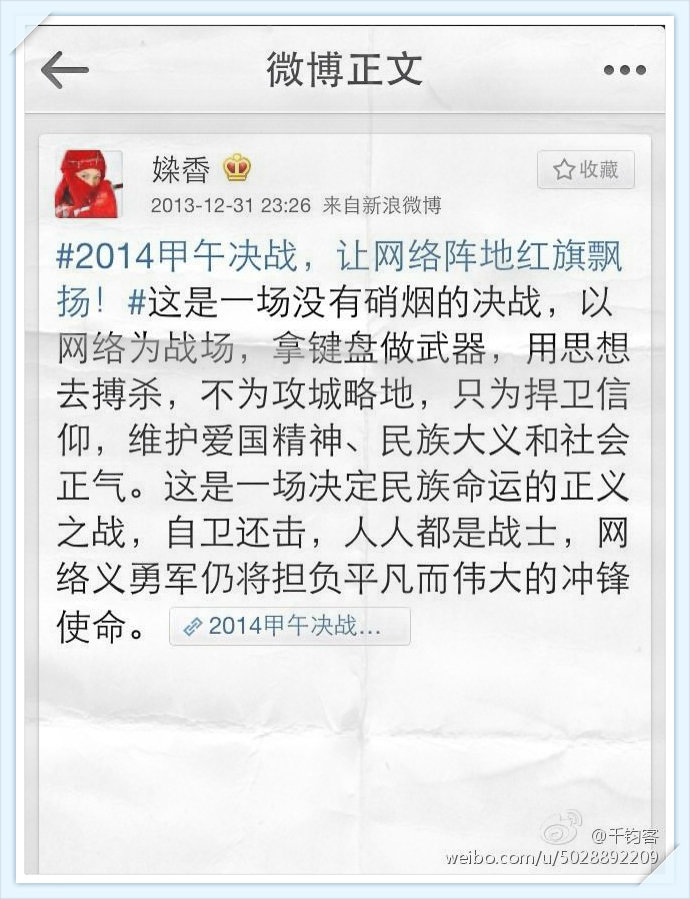 微博正文
媣香
收藏
2013-12-31 23:26 来自新浪微博
#2014甲午决战，让网络阵地红旗飘
扬！#这是一场没有硝烟的决战，以
网络为战场，拿键盘做武器，用思想
去搏杀，不为攻城略地，只为捍卫信
仰，维护爱国精神、民族大义和社会
正气。这是一场决定民族命运的正义
之战，自卫还击，人人都是战士，网
络义勇军仍将担负平凡而伟大的冲锋
使命。 2014甲午决战...
@千钧客
weibo.com/u/5028892209